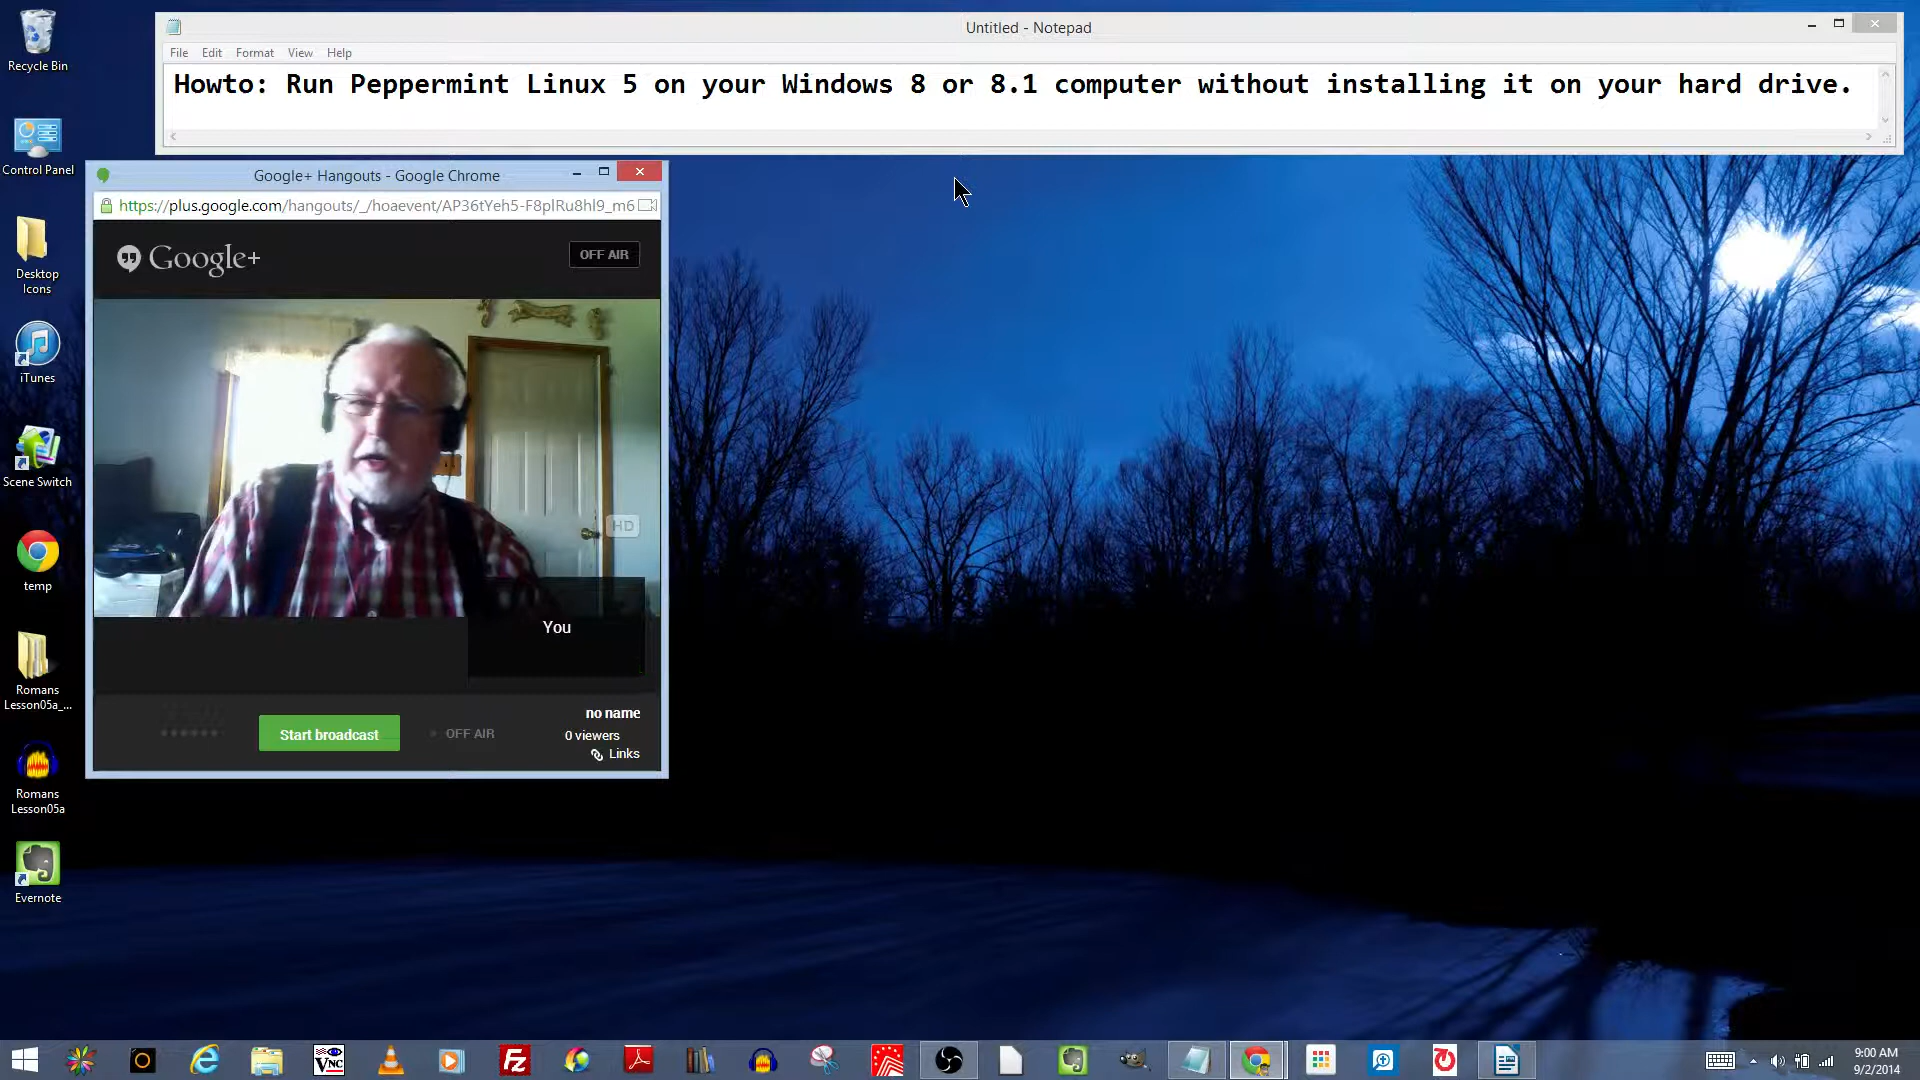 Recycle Bin
Untitled - Notepad
File Edit Format View Help
Howto: Run Peppermint Linux 5 on your Windows 8 or 8.1 computer without installing it on your hard drive.
Control Panel
Google+ Hangouts - Google Chrome
https://plus.google.com/hangouts/_/hoaevent/AP36tYeh5-F8plRu8hl9_m6
Google+
OFF AIR
Desktop
Icons
iTunes
Scene Switch
HD
temp
You
Romans
Lesson05a_...
no name
Start broadcast
OFF AIR
0 viewers
Links
Romans
Lesson05a
Evernote
VNC
Fz
9:00 AM
9/2/2014